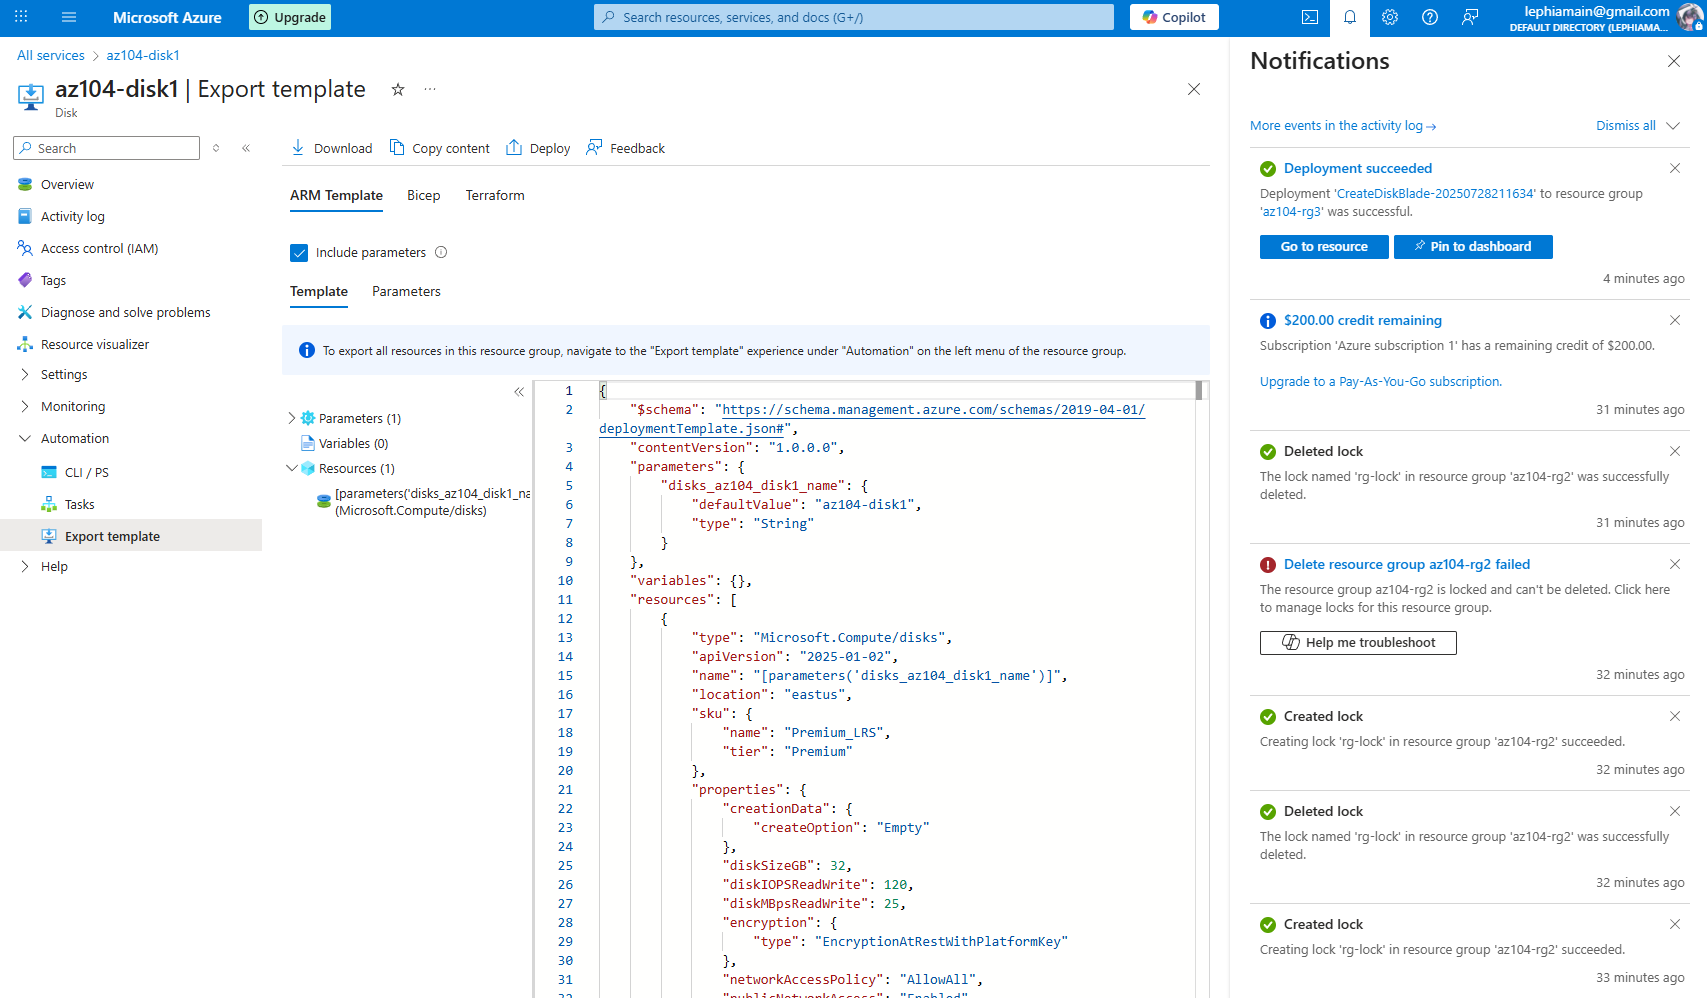 Microsoft Azure
Upgrade
Search resources, services, and docs (G+/)
Copilot
lephiamain@gmail.com
DEFAULT DIRECTORY (LEPHIAMA...
All services > az104-disk1
az104-disk1 | Export template
Disk
Search
Overview
Activity log
Access control (IAM)
Tags
Diagnose and solve problems
Resource visualizer
Settings
Monitoring
Automation
CLI / PS
Tasks
Export template
Help
Download
Copy content
Deploy
Feedback
ARM Template
Bicep
Terraform
Include parameters
Template
Parameters
To export all resources in this resource group, navigate to the "Export template" experience under "Automation" on the left menu of the resource group.
Parameters (1)
Variables (0)
Resources (1)
[parameters('disks_az104_disk1_na
(Microsoft.Compute/disks)
1 {
2 "$schema": "https://schema.management.azure.com/schemas/2019-04-01/
deploymentTemplate.json#",
3 "contentVersion": "1.0.0.0",
4 "parameters": {
5 "disks_az104_disk1_name": {
6 "defaultValue": "az104-disk1",
7 "type": "String"
8 }
9 },
10 "variables": {},
11 "resources": [
12 {
13 "type": "Microsoft.Compute/disks",
14 "apiVersion": "2025-01-02",
15 "name": "[parameters('disks_az104_disk1_name')]",
16 "location": "eastus",
17 "sku": {
18 "name": "Premium_LRS",
19 "tier": "Premium"
20 },
21 "properties": {
22 "creationData": {
23 "createOption": "Empty"
24 },
25 "diskSizeGB": 32,
26 "diskIOPSReadWrite": 120,
27 "diskMBpsReadWrite": 25,
28 "encryption": {
29 "type": "EncryptionAtRestWithPlatformKey"
30 },
31 "networkAccessPolicy": "AllowAll",
32 "publicNetworkAccess": "Enabled"
Notifications
More events in the activity log →
Dismiss all
Deployment succeeded
Deployment 'CreateDiskBlade-20250728211634' to resource group
'az104-rg3' was successful.
Go to resource
Pin to dashboard
4 minutes ago
$200.00 credit remaining
Subscription 'Azure subscription 1' has a remaining credit of $200.00.
Upgrade to a Pay-As-You-Go subscription.
31 minutes ago
Deleted lock
The lock named 'rg-lock' in resource group 'az104-rg2' was successfully
deleted.
31 minutes ago
Delete resource group az104-rg2 failed
The resource group az104-rg2 is locked and can't be deleted. Click here
to manage locks for this resource group.
Help me troubleshoot
32 minutes ago
Created lock
Creating lock 'rg-lock' in resource group 'az104-rg2' succeeded.
32 minutes ago
Deleted lock
The lock named 'rg-lock' in resource group 'az104-rg2' was successfully
deleted.
32 minutes ago
Created lock
Creating lock 'rg-lock' in resource group 'az104-rg2' succeeded.
33 minutes ago